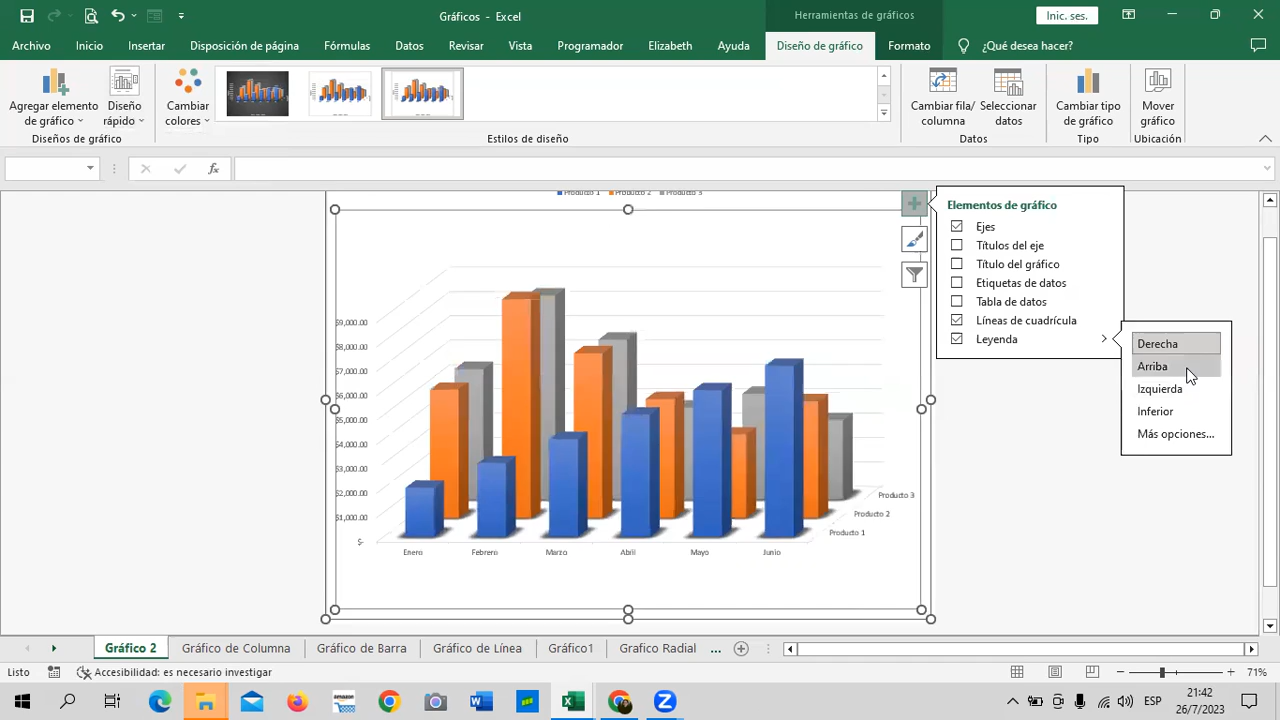 Gráficos - Excel
Herramientas de gráficos
Inic. ses.
Archivo Inicio Insertar Disposición de página Fórmulas Datos Revisar Vista Programador Elizabeth Ayuda Diseño de gráfico Formato ¿Qué desea hacer?
Agregar elemento de gráfico
Diseño rápido
Cambiar colores
Cambiar fila/ columna
Seleccionar datos
Cambiar tipo de gráfico
Mover gráfico
Diseños de gráfico Estilos de diseño Datos Tipo Ubicación
fx
Producto 1 Producto 2 Producto 3
Elementos de gráfico
Ejes
Títulos del eje
Título del gráfico
Etiquetas de datos
Tabla de datos
Líneas de cuadrícula
Leyenda
Derecha
Arriba
Izquierda
Inferior
Más opciones...
$9,000.00
$8,000.00
$7,000.00
$6,000.00
$5,000.00
$4,000.00
$3,000.00
$2,000.00
$1,000.00
$-
Producto 3
Producto 2
Producto 1
Enero Febrero Marzo Abril Mayo Junio
Gráfico 2 Gráfico de Columna Gráfico de Barra Gráfico de Línea Gráfico1 Grafico Radial ...
Listo Accesibilidad: es necesario investigar 71%
amazon
ESP
21:42
26/7/2023